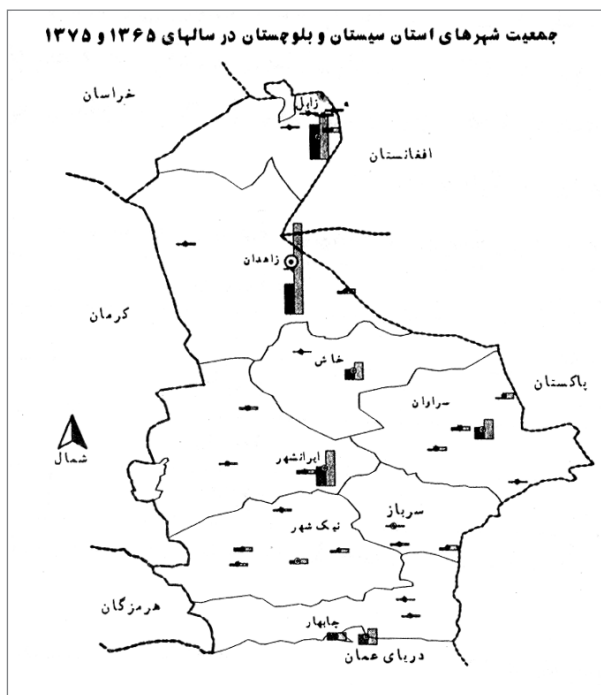 جمعیت شهرهای استان سیستان و بلوچستان در سالهای ۱۳۶۵ و ۱۳۷۵
خراسان
زابل
افغانستان
زاهدان
کرمان
خاش
پاکستان
سراوان
شمال
ایرانشهر
سرباز
نیک شهر
هرمزگان
چابهار
دریای عمان